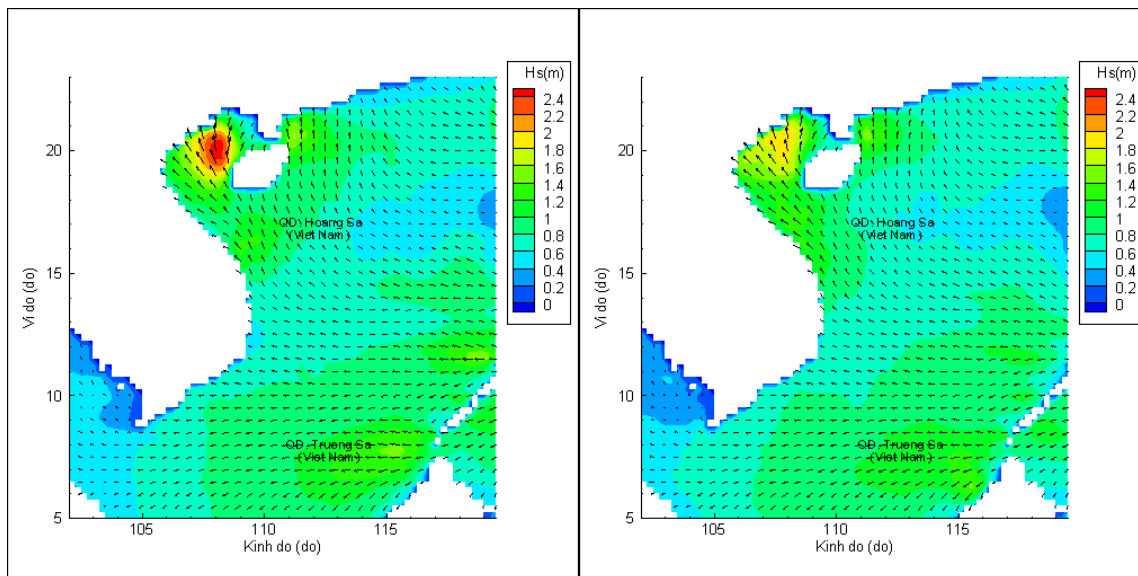 Hs(m)
2.4
2.2
2
1.8
1.6
1.4
1.2
1
0.8
0.6
0.4
0.2
0
20
15
10
5
Vi do (do)
QD. Hoang Sa
(Viet Nam)
QD. Truong Sa
(Viet Nam)
105
110
115
Kinh do (do)
Hs(m)
2.4
2.2
2
1.8
1.6
1.4
1.2
1
0.8
0.6
0.4
0.2
0
20
15
10
5
Vi do (do)
QD. Hoang Sa
(Viet Nam)
QD. Truong Sa
(Viet Nam)
105
110
115
Kinh do (do)